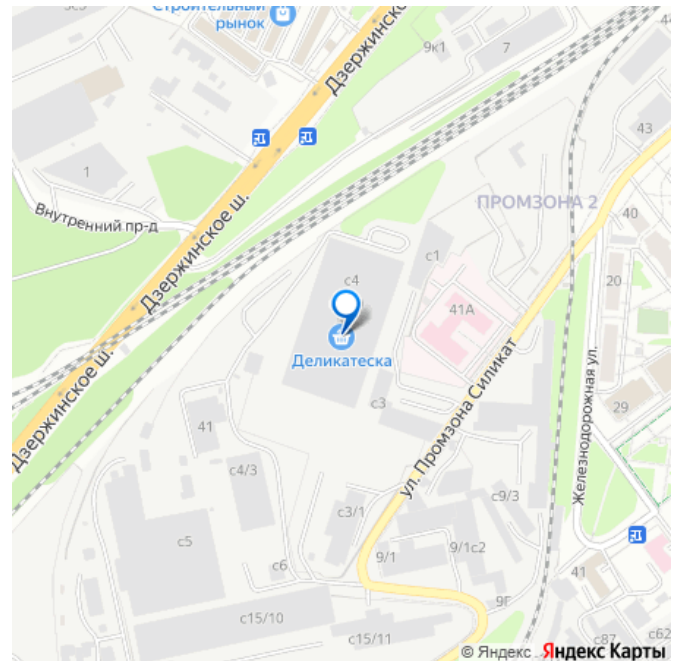 Строительный
рынок
Дзержинское
9к1
7
43
1
ПРОМЗОНА 2
Внутренний пр-д
40
Дзержинское ш.
с1
с4
20
41А
Деликатеска
Дзержинское ш.
с3
29
41
ул. Промзона Силикат
Железнодорожная ул.
с4/3
с9/3
с3/1
с5
9/1
9/1с2
с6
41
9Г
с15/10
с15/11
с87
с62
© Яндекс Яндекс Карты